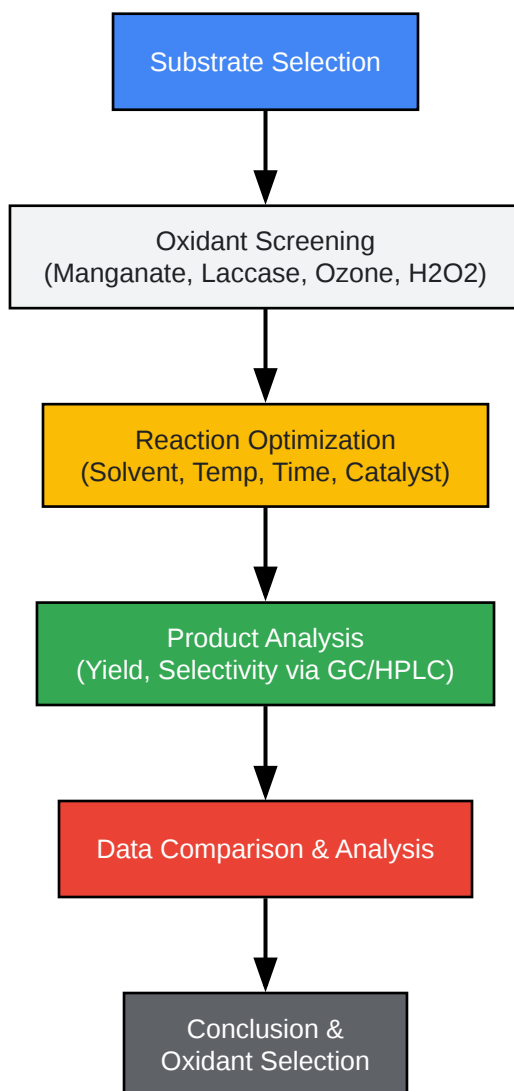 Substrate Selection
Oxidant Screening
(Manganate, Laccase, Ozone, H2O2)
Reaction Optimization
(Solvent, Temp, Time, Catalyst)
Product Analysis
(Yield, Selectivity via GC/HPLC)
Data Comparison & Analysis
Conclusion &
Oxidant Selection